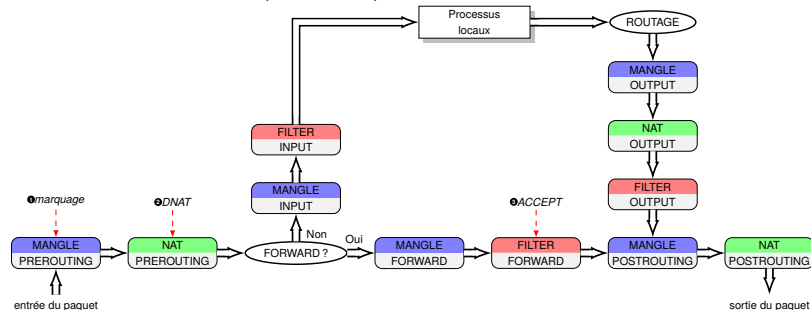 Processus
locaux
ROUTAGE
MANGLE
OUTPUT
NAT
OUTPUT
FILTER
INPUT
FILTER
OUTPUT
MANGLE
INPUT
❶marquage
❷DNAT
❸ACCEPT
Non
Oui
MANGLE
PREROUTING
NAT
PREROUTING
FORWARD ?
MANGLE
FORWARD
FILTER
FORWARD
MANGLE
POSTROUTING
NAT
POSTROUTING
entrée du paquet
sortie du paquet